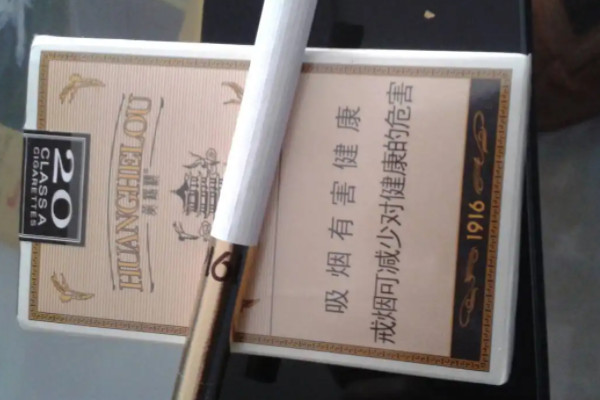 20
CLASS A
CIGARETTES
HUANGHELOU
黄鹤楼
吸烟有害健康
戒烟可减少对健康的危害
1916
16